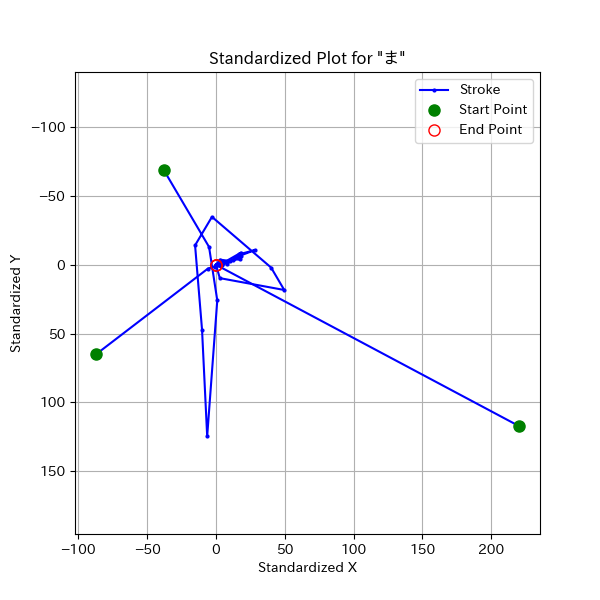 Standardized Plot for "ま"
Stroke
Start Point
End Point
−100
−50
0
50
100
150
Standardized Y
−100 −50 0 50 100 150 200
Standardized X